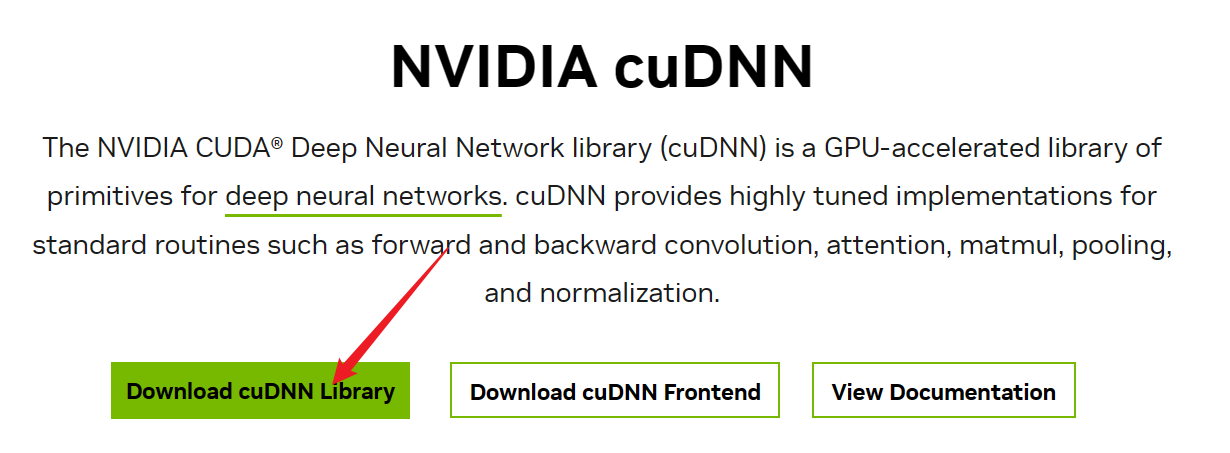 NVIDIA cuDNN
The NVIDIA CUDA® Deep Neural Network library (cuDNN) is a GPU-accelerated library of
primitives for deep neural networks. cuDNN provides highly tuned implementations for
standard routines such as forward and backward convolution, attention, matmul, pooling,
and normalization.
Download cuDNN Library
Download cuDNN Frontend
View Documentation